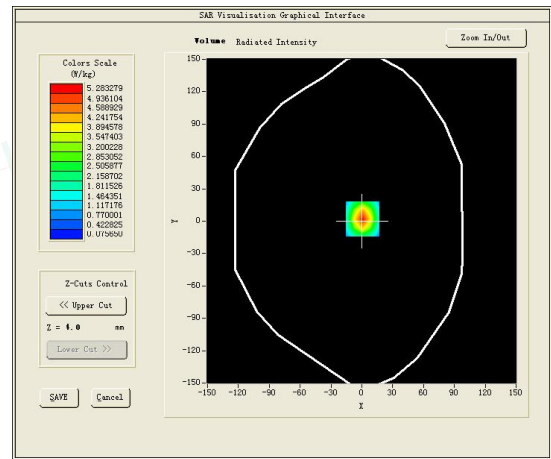 SAR Visualisation Graphical Interface
Volume Radiated Intensity
Zoom In/Out
Colors Scale
(W/kg)
5.283279
4.936104
4.588929
4.241754
3.894578
3.547403
3.200228
2.853052
2.505877
2.158702
1.811526
1.464351
1.117176
0.770001
0.422825
0.075650
150
120
90
60
30
0
-30
-60
-90
-120
-150
Y
-150 -120 -90 -60 -30 0 30 60 90 120 150
X
Z-Cuts Control
<< Upper Cut
Z = 4.0 mm
Lower Cut >>
SAVE Cancel